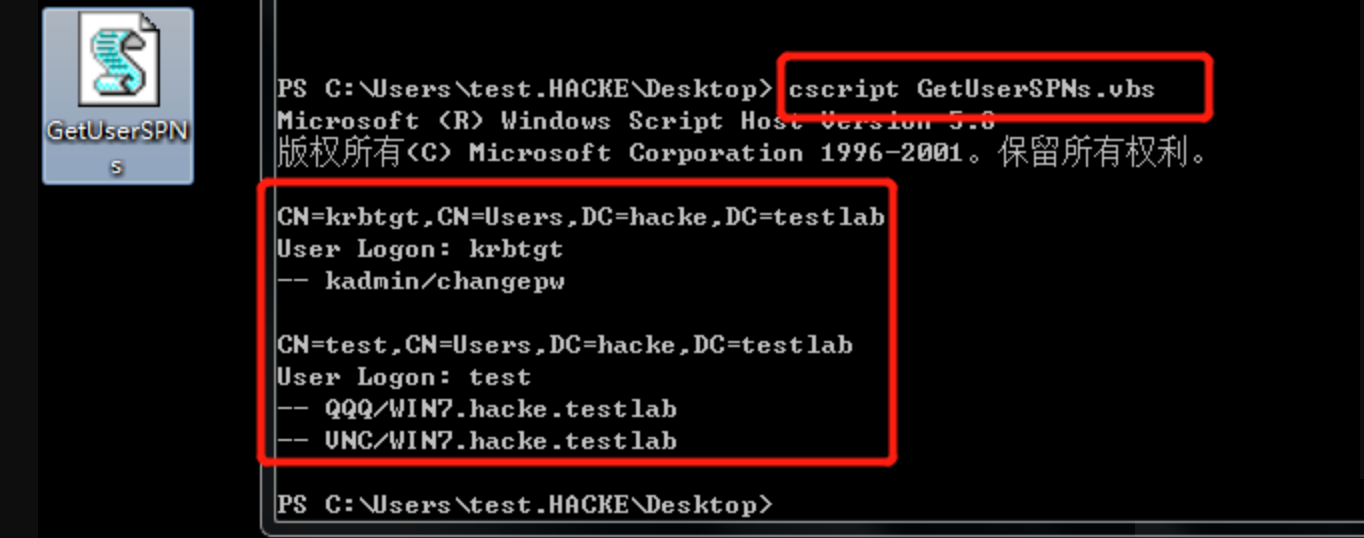 GetUserSPN
s
PS C:\Users\test.HACKE\Desktop> cscript GetUserSPNs.vbs
Microsoft (R) Windows Script Host Version 5.8
版权所有(C) Microsoft Corporation 1996-2001。保留所有权利。
CN=krbtgt,CN=Users,DC=hacke,DC=testlab
User Logon: krbtgt
-- kadmin/changepw
CN=test,CN=Users,DC=hacke,DC=testlab
User Logon: test
-- QQQ/WIN7.hacke.testlab
-- VNC/WIN7.hacke.testlab
PS C:\Users\test.HACKE\Desktop>